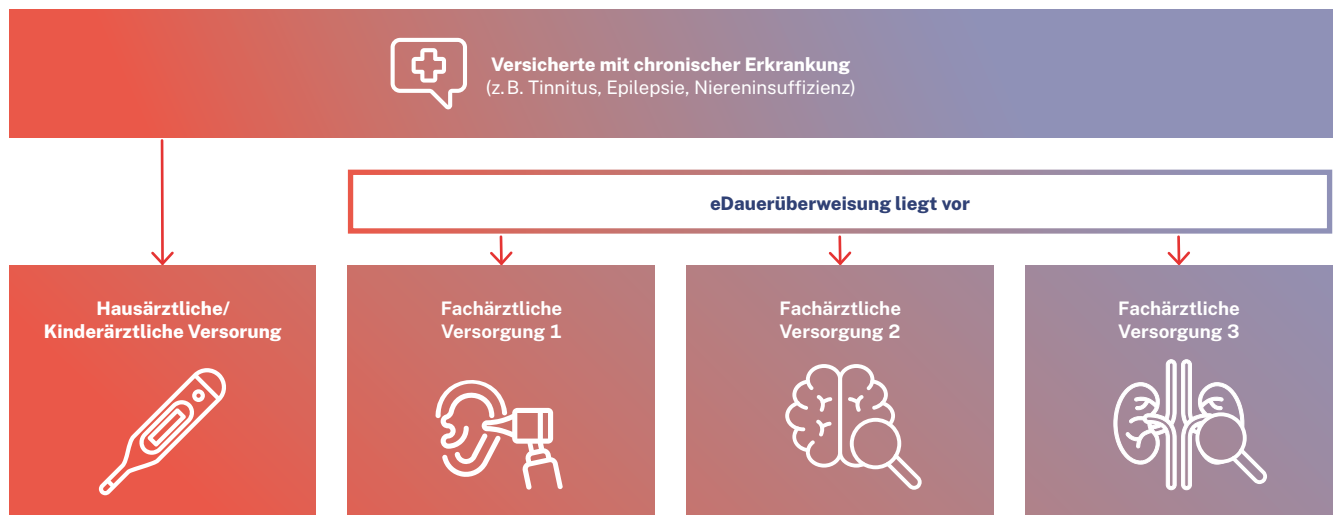 Versicherte mit chronischer Erkrankung
(z. B. Tinnitus, Epilepsie, Niereninsuffizienz)
eDauerüberweisung liegt vor
Hausärztliche/
Kinderärztliche Versorung
Fachärztliche
Versorgung 1
Fachärztliche
Versorgung 2
Fachärztliche
Versorgung 3